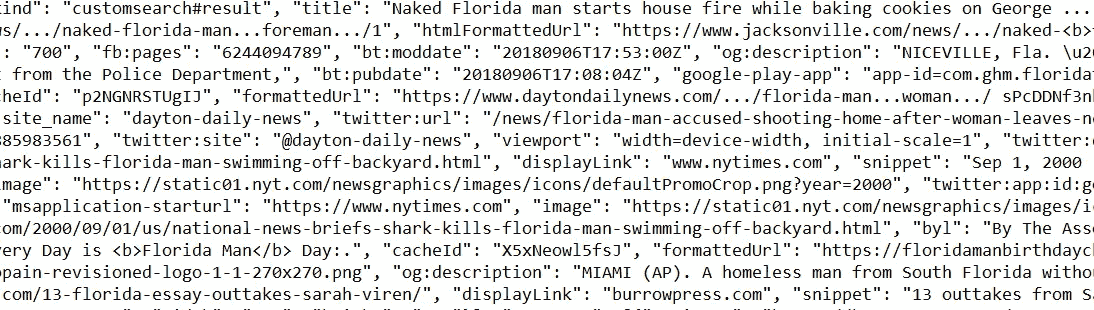 ind": "customsearch#result", "title": "Naked Florida man starts house fire while baking cookies on George ...
s/.../naked-florida-man...foreman.../1", "htmlFormattedUrl": "https://www.jacksonville.com/news/.../naked-<b>
: "700", "fb:pages": "6244094789", "bt:moddate": "20180906T17:53:00Z", "og:description": "NICEVILLE, Fla. \u20
t from the Police Department,", "bt:pubdate": "20180906T17:08:04Z", "google-play-app": "app-id=com.ghm.florida
cheId": "p2NGNRSTUgIJ", "formattedUrl": "https://www.daytondailynews.com/.../florida-man...woman.../ sPcDDNf3n
site_name": "dayton-daily-news", "twitter:url": "/news/florida-man-accused-shooting-home-after-woman-leaves-n
385983561", "twitter:site": "@dayton-daily-news", "viewport": "width=device-width, initial-scale=1", "twitter:
ark-kills-florida-man-swimming-off-backyard.html", "displayLink": "www.nytimes.com", "snippet": "Sep 1, 2000
image": "https://static01.nyt.com/newsgraphics/images/icons/defaultPromoCrop.png?year=2000", "twitter:app:id:g
"msapplication-starturl": "https://www.nytimes.com", "image": "https://static01.nyt.com/newsgraphics/images/i
com/2000/09/01/us/national-news-briefs-shark-kills-florida-man-swimming-off-backyard.html", "byl": "By The Ass
very Day is <b>Florida Man</b> Day:.", "cacheId": "X5xNeowl5fsJ", "formattedUrl": "https://floridamanbirthdayc
pain-revisioned-logo-1-1-270x270.png", "og:description": "MIAMI (AP). A homeless man from South Florida witho
com/13-florida-essay-outtakes-sarah-viren/", "displayLink": "burrowpress.com", "snippet": "13 outtakes from S